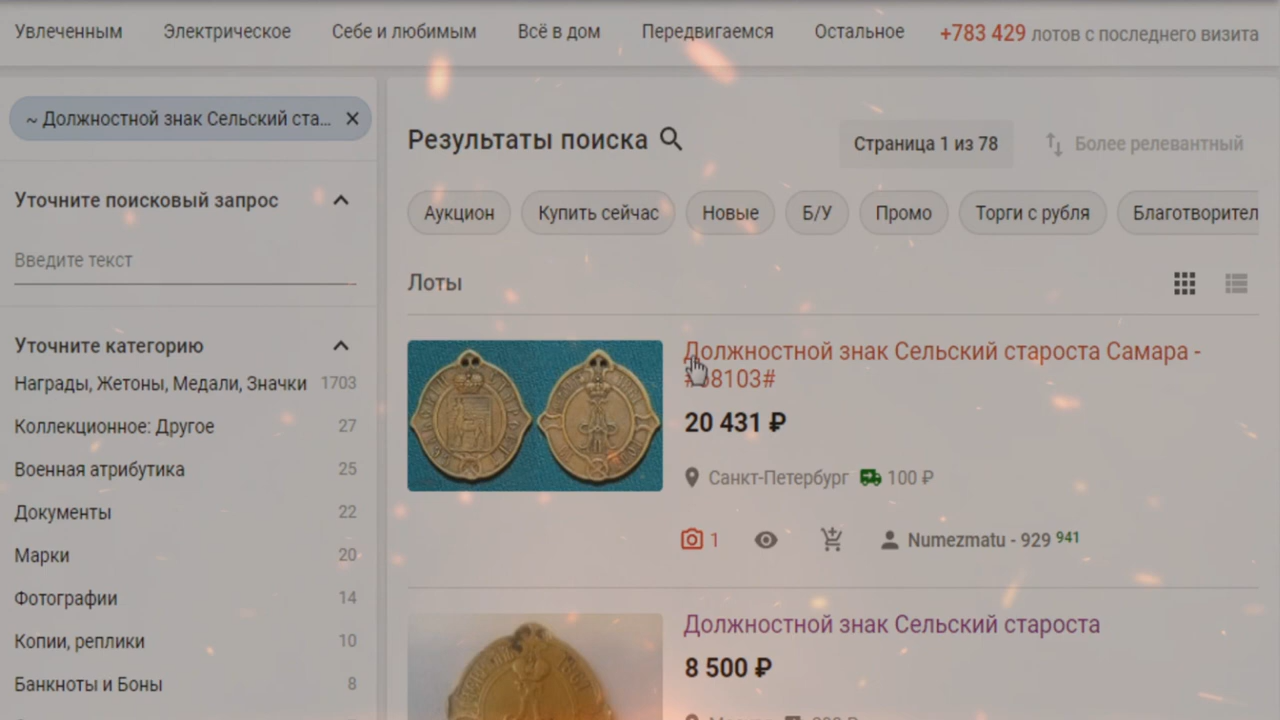 Увлеченным Электрическое Себе и любимым Всё в дом Передвигаемся Остальное +783 429 лотов с последнего визита
~ Должностной знак Сельский ста...
Результаты поиска
Страница 1 из 78
Более релевантный
Уточните поисковый запрос
Аукцион Купить сейчас Новые Б/У Промо Торги с рубля Благотворител
Введите текст
Лоты
Уточните категорию
Награды, Жетоны, Медали, Значки 1703
Коллекционное: Другое 27
Военная атрибутика 25
Документы 22
Марки 20
Фотографии 14
Копии, реплики 10
Банкноты и Боны 8
Должностной знак Сельский староста Самара -
#98103#
20 431 ₽
Санкт-Петербург 100 ₽
1 Numezmatu - 929 941
Должностной знак Сельский староста
8 500 ₽